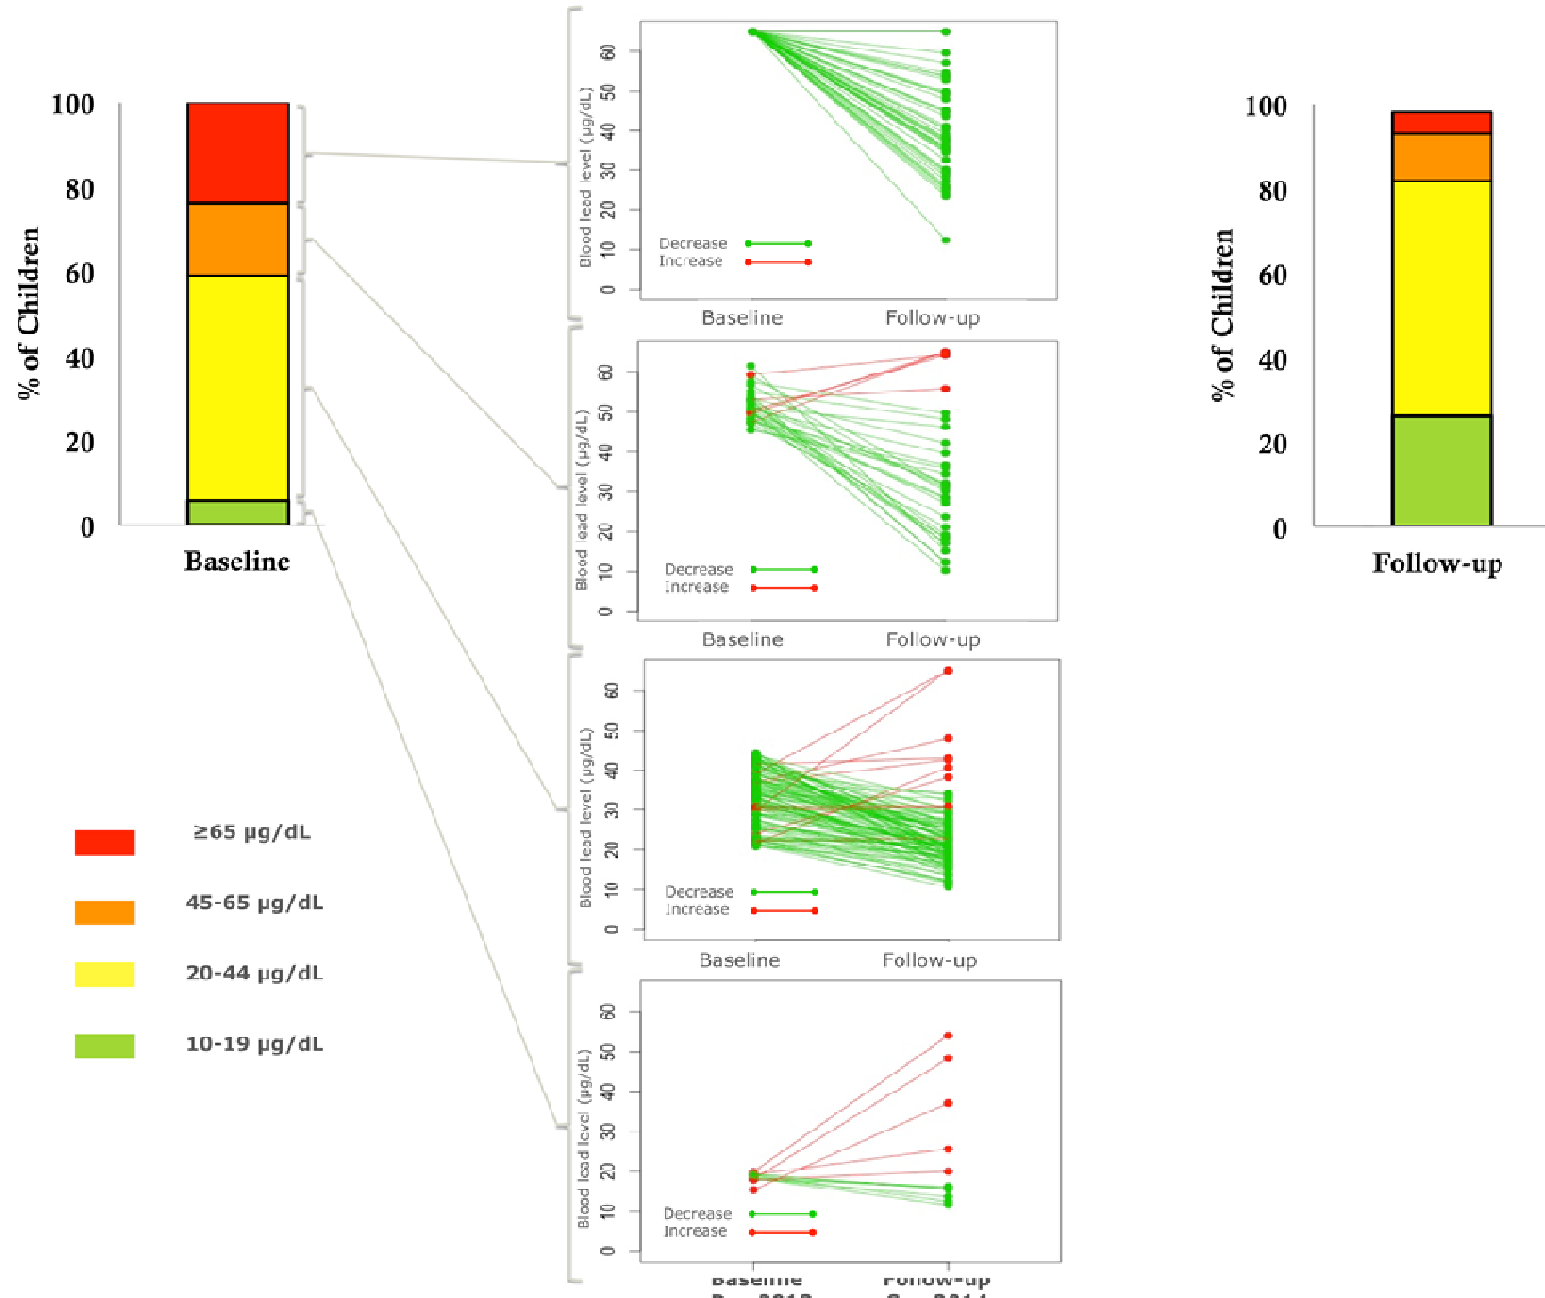 100
80
60
40
20
0
% of Children
Baseline
≥65 µg/dL
45-65 µg/dL
20-44 µg/dL
10-19 µg/dL
Blood lead level (µg/dL)
60
50
40
30
20
10
0
Decrease
Increase
Baseline Follow-up
Blood lead level (µg/dL)
60
50
40
30
20
10
0
Decrease
Increase
Baseline Follow-up
Blood lead level (µg/dL)
60
50
40
30
20
10
0
Decrease
Increase
Baseline Follow-up
Blood lead level (µg/dL)
60
50
40
30
20
10
0
Decrease
Increase
Baseline Follow-up
100
80
60
40
20
0
% of Children
Follow-up